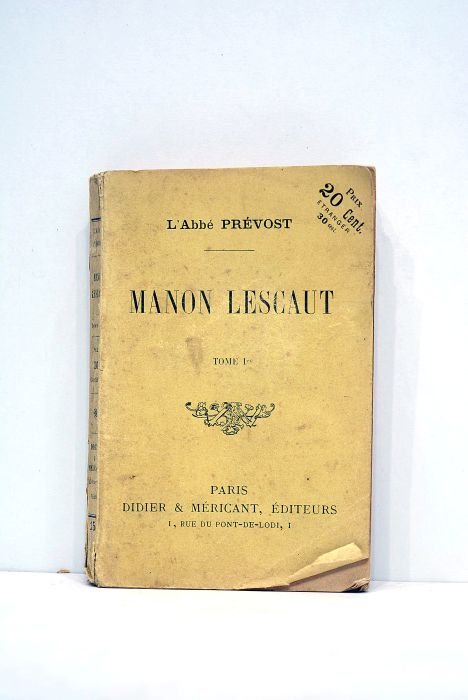 L'Abbé PRÉVOST
Prix
20 Cent.
ETRANGER
30
MANON LESCAUT
TOME Ier
PARIS
DIDIER & MÉRICANT, ÉDITEURS
1, RUE DU PONT-DE-LODI, 1